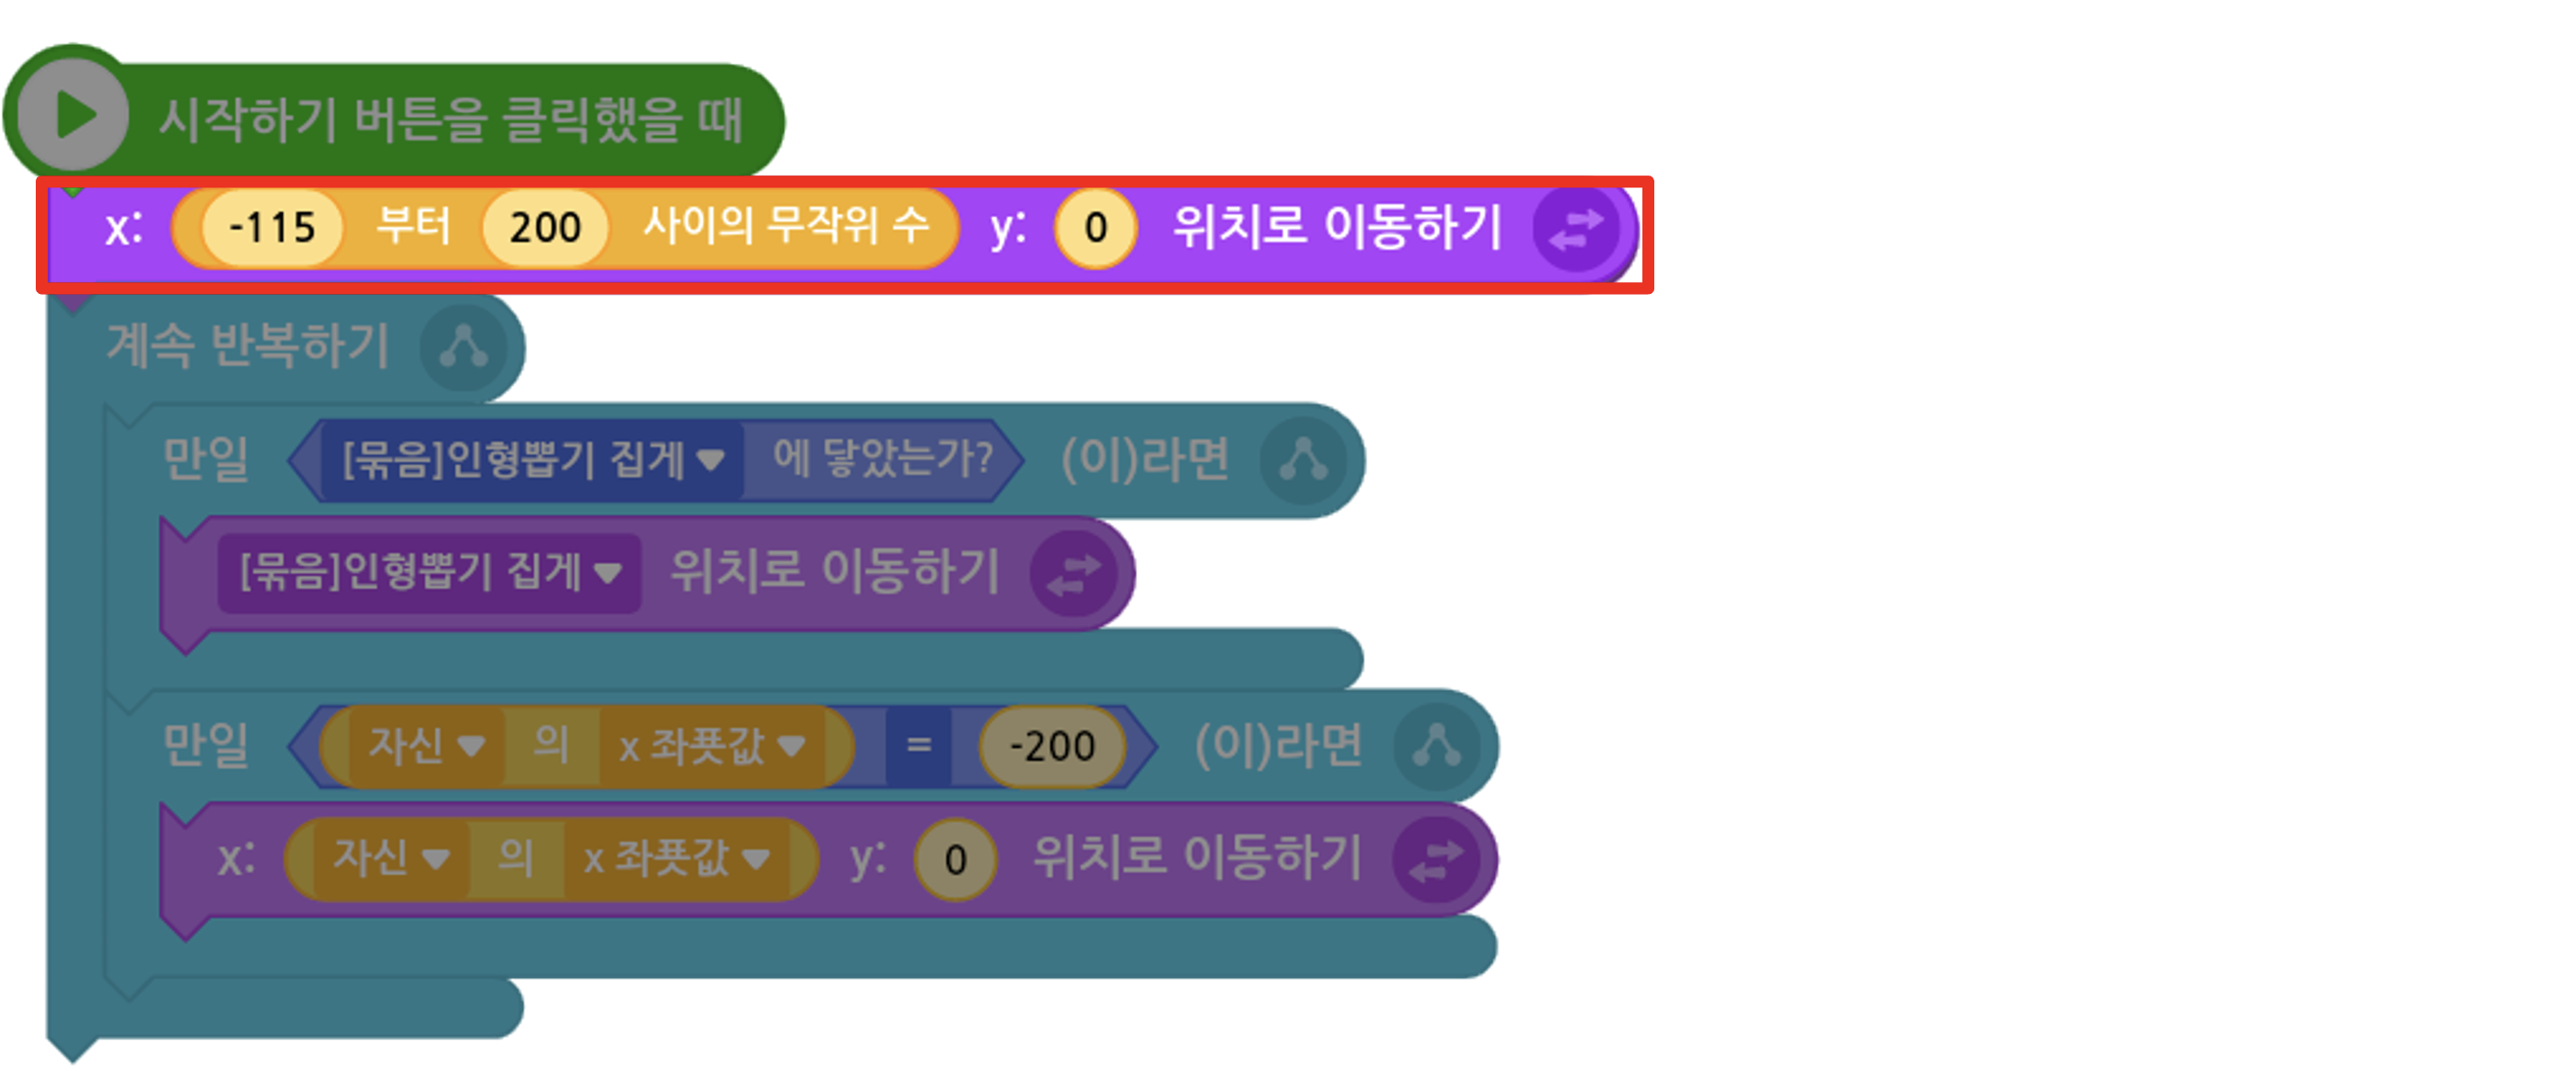 시작하기 버튼을 클릭했을 때
x: -115 부터 200 사이의 무작위 수 y: 0 위치로 이동하기
계속 반복하기
만일 [묶음]인형뽑기 집게 에 닿았는가? (이)라면
[묶음]인형뽑기 집게 위치로 이동하기
만일 자신 의 x 좌푯값 = -200 (이)라면
x: 자신 의 x 좌푯값 y: 0 위치로 이동하기